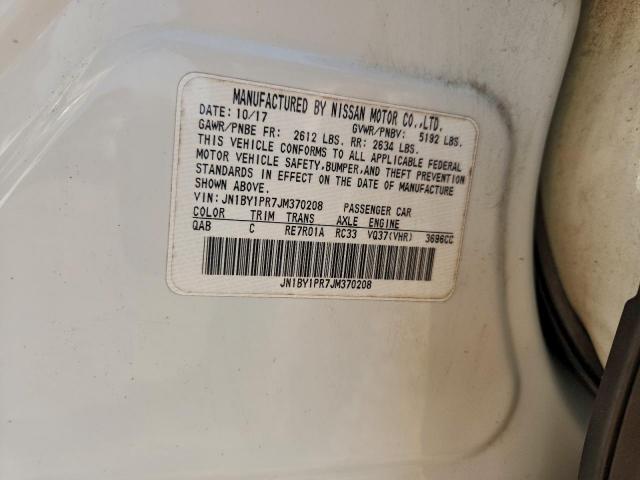 MANUFACTURED BY NISSAN MOTOR CO.,LTD.
DATE: 10/17 GVWR/PNBV: 5192 LBS.
GAWR/PNBE FR: 2612 LBS. RR: 2634 LBS.
THIS VEHICLE CONFORMS TO ALL APPLICABLE FEDERAL
MOTOR VEHICLE SAFETY,BUMPER,AND THEFT PREVENTION
STANDARDS IN EFFECT ON THE DATE OF MANUFACTURE
SHOWN ABOVE.
VIN: JN1BY1PR7JM370208 PASSENGER CAR
COLOR TRIM TRANS AXLE ENGINE
QAB C RE7R01A RC33 VQ37(VHR) 3696CC
JN1BY1PR7JM370208